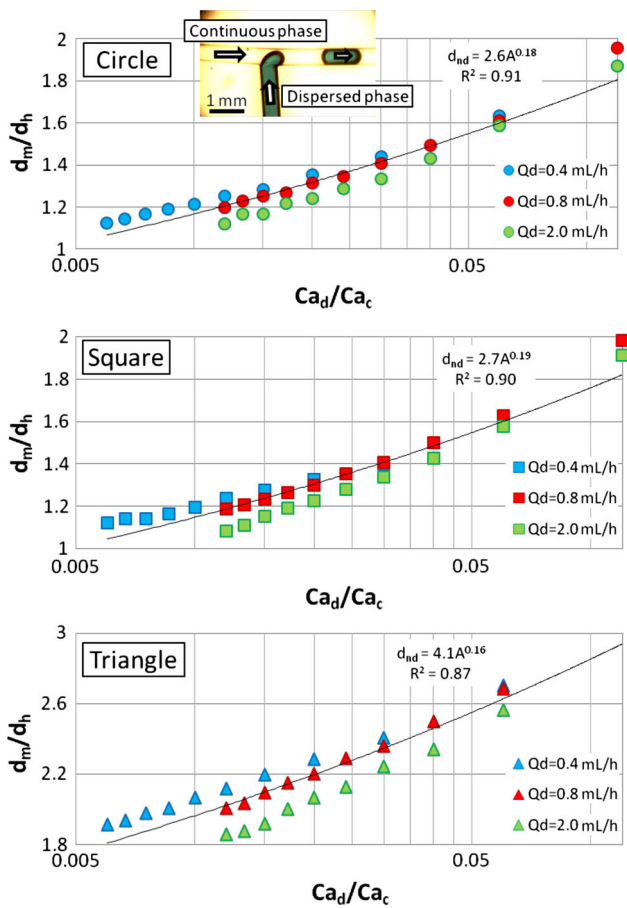 Continuous phase
1 mm
Dispersed phase
Circle
d_nd = 2.6A^0.18
R² = 0.91
2
1.8
1.6
1.4
1.2
1
d_m/d_h
Qd=0.4 mL/h
Qd=0.8 mL/h
Qd=2.0 mL/h
0.005
0.05
Ca_d/Ca_c
Square
d_nd = 2.7A^0.19
R² = 0.90
2
1.8
1.6
1.4
1.2
1
d_m/d_h
Qd=0.4 mL/h
Qd=0.8 mL/h
Qd=2.0 mL/h
0.005
0.05
Ca_d/Ca_c
Triangle
d_nd = 4.1A^0.16
R² = 0.87
3
2.6
2.2
1.8
d_m/d_h
Qd=0.4 mL/h
Qd=0.8 mL/h
Qd=2.0 mL/h
0.005
0.05
Ca_d/Ca_c